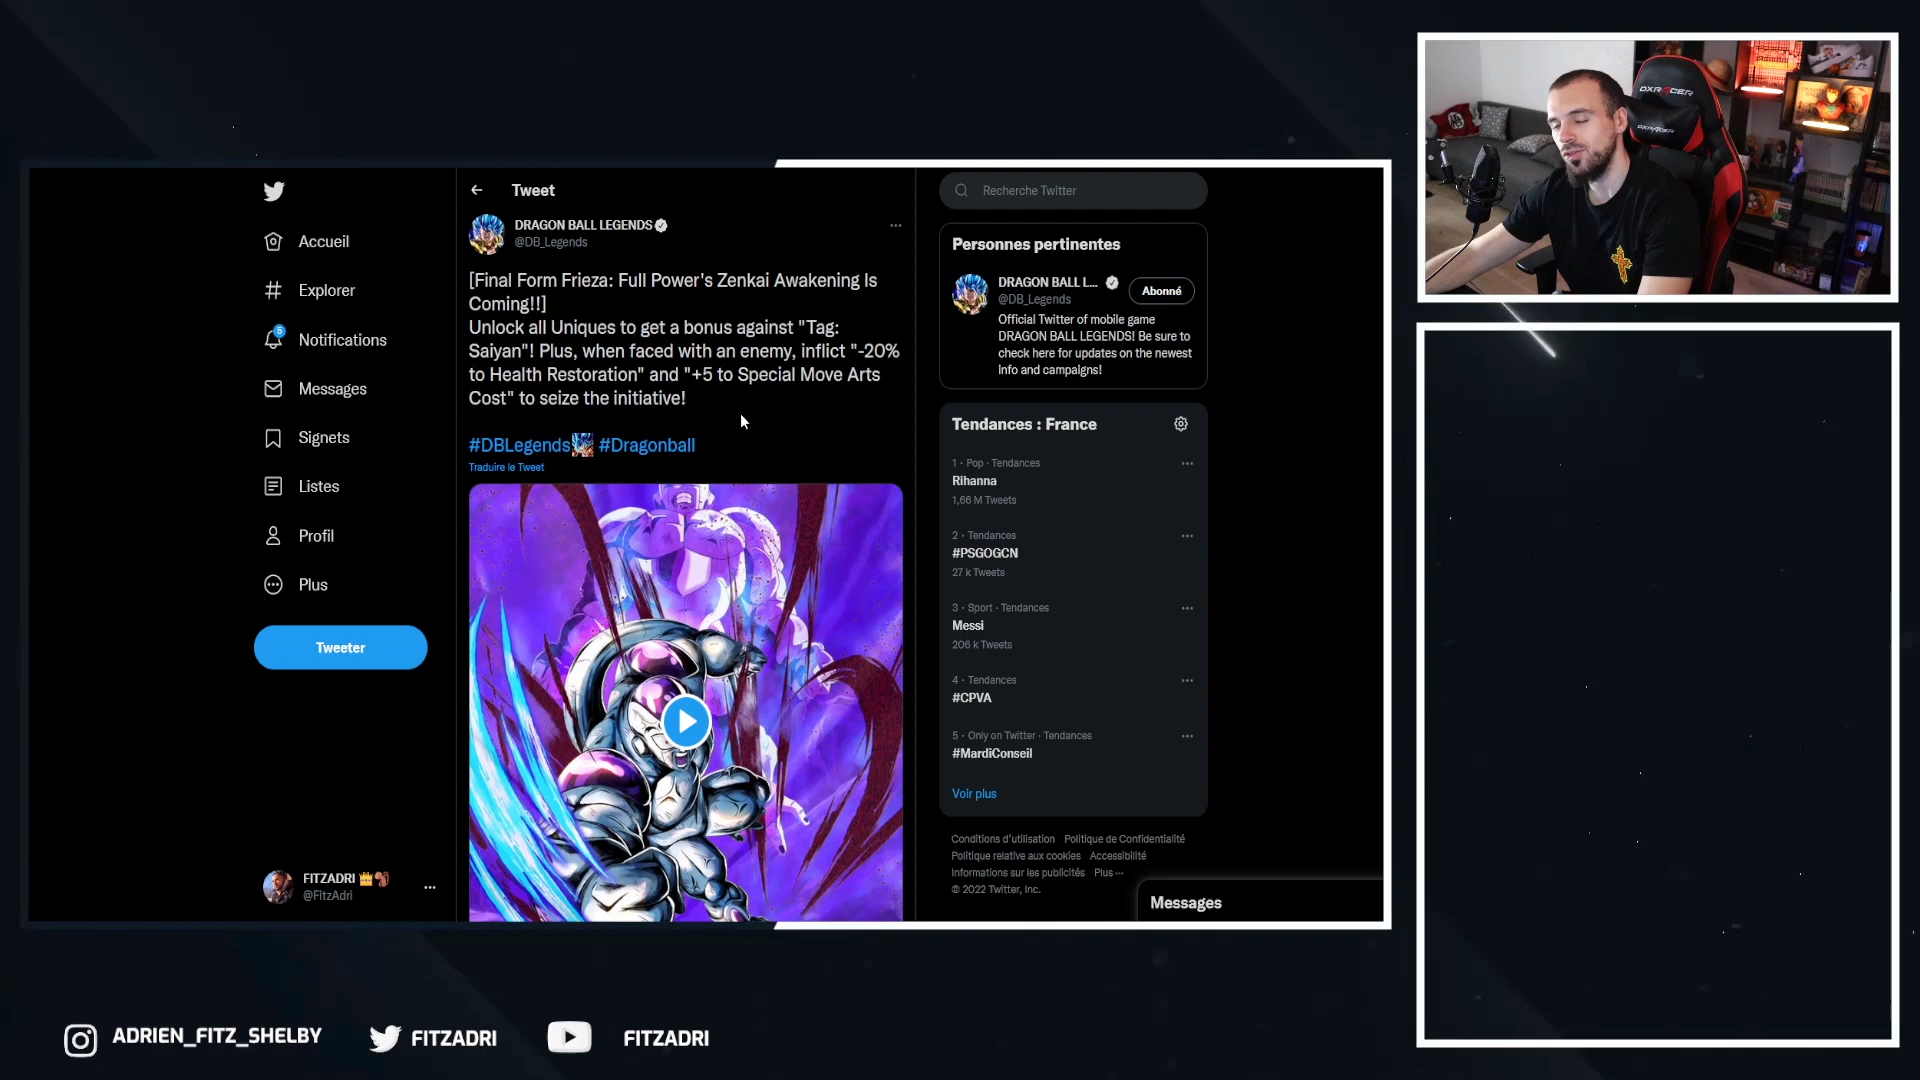 Accueil
Explorer
5
Notifications
Messages
Signets
Listes
Profil
Plus
Tweeter
FITZADRI
@FitzAdri
Tweet
DRAGON BALL LEGENDS
@DB_Legends
[Final Form Frieza: Full Power's Zenkai Awakening Is
Coming!!]
Unlock all Uniques to get a bonus against "Tag:
Saiyan"! Plus, when faced with an enemy, inflict "-20%
to Health Restoration" and "+5 to Special Move Arts
Cost" to seize the initiative!
#DBLegends #Dragonball
Traduire le Tweet
Recherche Twitter
Personnes pertinentes
DRAGON BALL L...
@DB_Legends
Abonné
Official Twitter of mobile game
DRAGON BALL LEGENDS! Be sure to
check here for updates on the newest
info and campaigns!
Tendances : France
1 · Pop · Tendances
Rihanna
1,66 M Tweets
2 · Tendances
#PSGOGCN
27 k Tweets
3 · Sport · Tendances
Messi
206 k Tweets
4 · Tendances
#CPVA
5 · Only on Twitter · Tendances
#MardiConseil
Voir plus
Conditions d'utilisation Politique de Confidentialité
Politique relative aux cookies Accessibilité
Informations sur les publicités Plus ···
© 2022 Twitter, Inc.
Messages
DXRACER
DXRACER
ADRIEN_FITZ_SHELBY
FITZADRI
FITZADRI